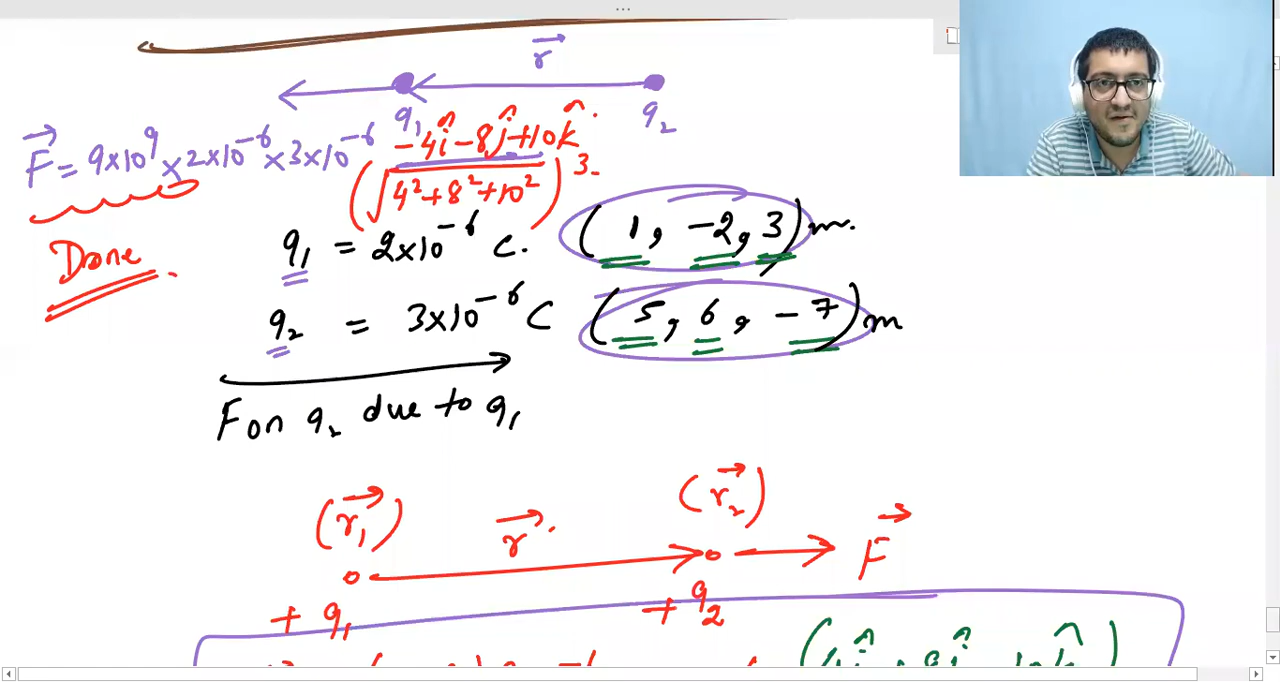 r⃗
q₁ q₂
F⃗ = 9×10⁹ × 2×10⁻⁶ × 3×10⁻⁶ (-4î - 8ĵ + 10k̂) / (√(4² + 8² + 10²))³
Done
q₁ = 2×10⁻⁶ C. (1, -2, 3) m.
q₂ = 3×10⁻⁶ C (5, 6, -7) m
F on q₂ due to q₁
(r⃗₁) r⃗ (r⃗₂) F⃗
+ q₁ + q₂